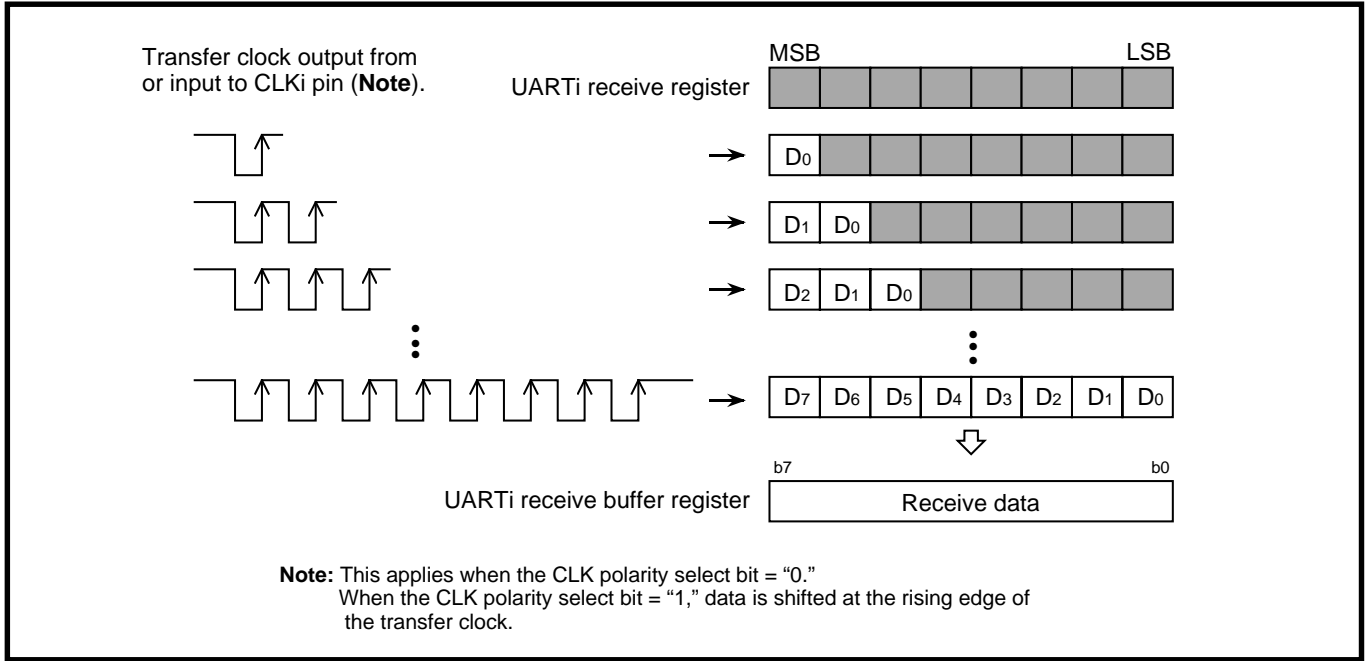 Transfer clock output from
or input to CLKi pin (Note).
MSB LSB
UARTi receive register
D0
D1 D0
D2 D1 D0
D7 D6 D5 D4 D3 D2 D1 D0
b7 b0
UARTi receive buffer register
Receive data
Note: This applies when the CLK polarity select bit = “0.”
When the CLK polarity select bit = “1,” data is shifted at the rising edge of
the transfer clock.